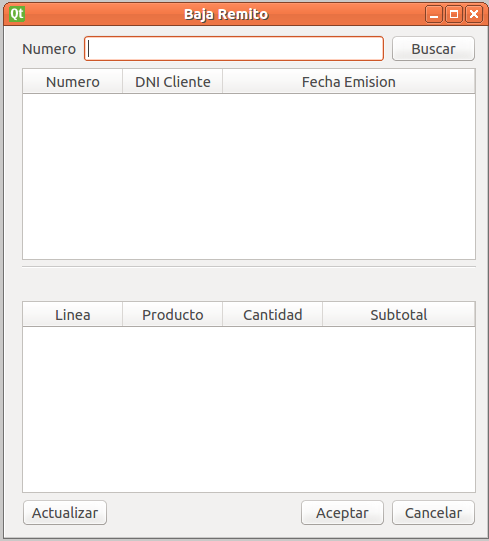 Qt Baja Remito
Numero Buscar
Numero DNI Cliente Fecha Emision
Linea Producto Cantidad Subtotal
Actualizar Aceptar Cancelar